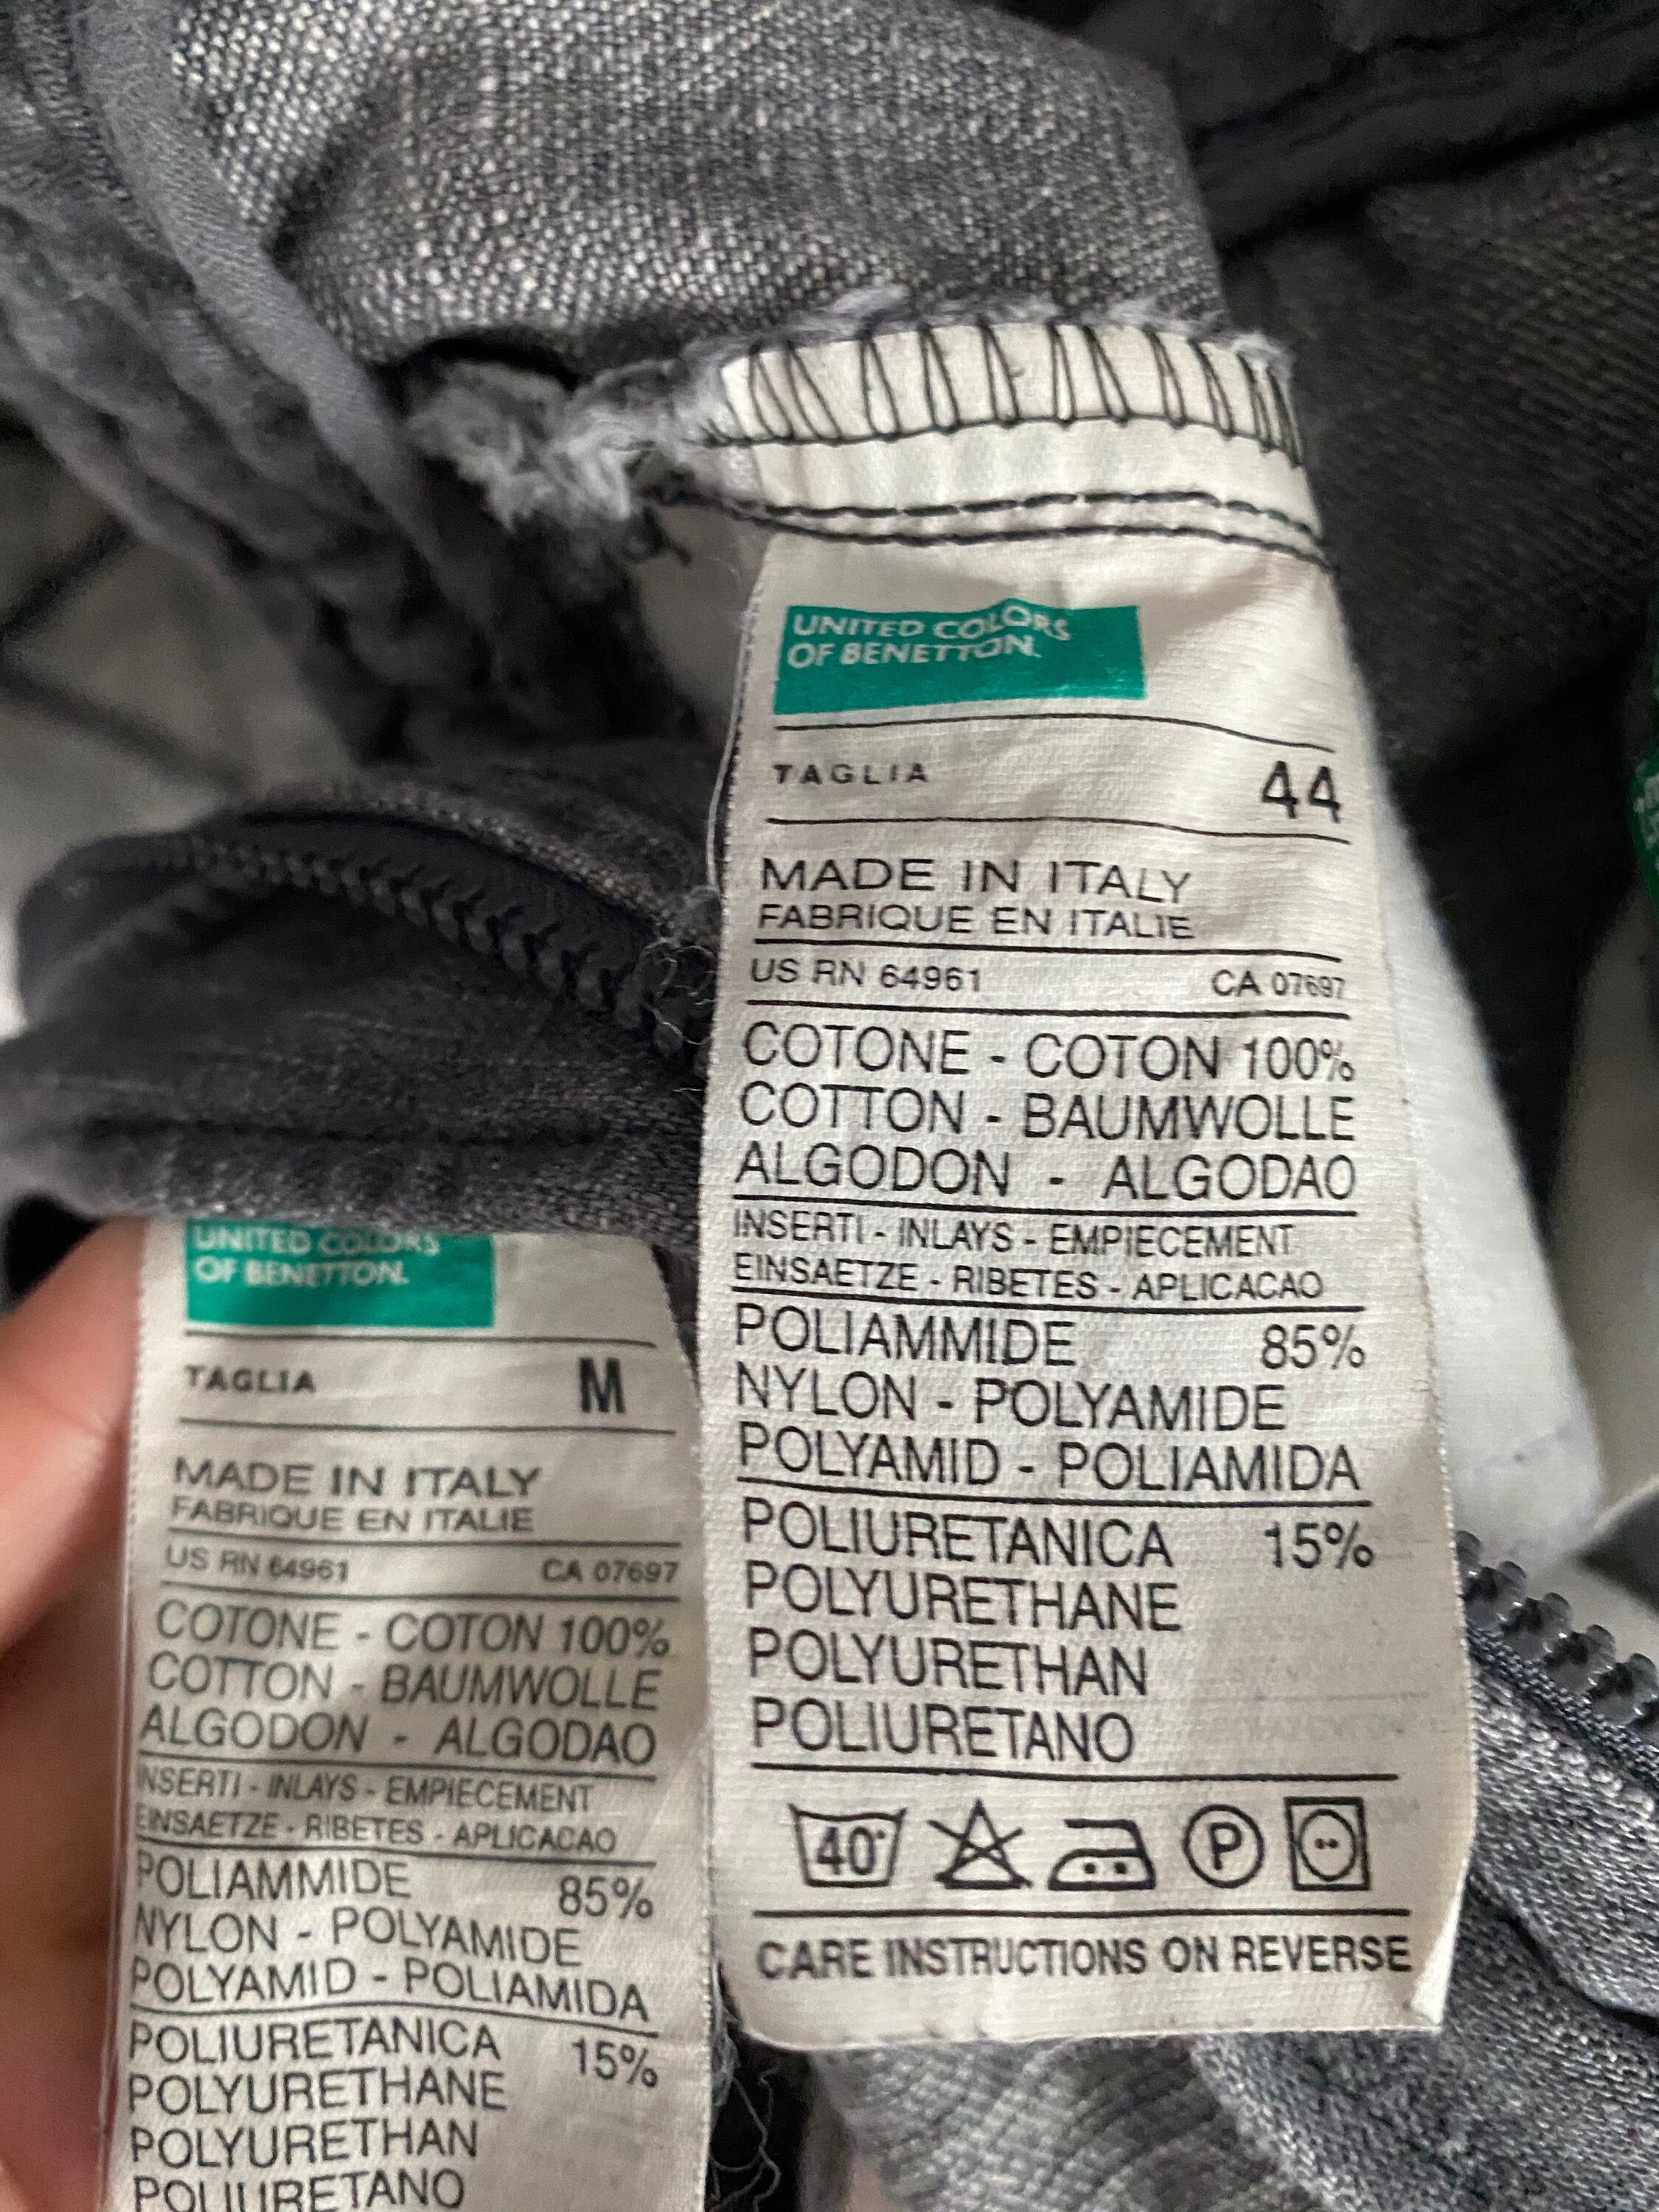 UNITED COLORS
OF BENETTON.
TAGLIA 44
MADE IN ITALY
FABRIQUE EN ITALIE
US RN 64961 CA 07697
COTONE - COTON 100%
COTTON - BAUMWOLLE
ALGODON - ALGODAO
INSERTI - INLAYS - EMPIECEMENT
EINSAETZE - RIBETES - APLICACAO
POLIAMMIDE 85%
NYLON - POLYAMIDE
POLYAMID - POLIAMIDA
POLIURETANICA 15%
POLYURETHANE
POLYURETHAN
POLIURETANO
40° P
CARE INSTRUCTIONS ON REVERSE
UNITED COLORS
OF BENETTON.
TAGLIA M
MADE IN ITALY
FABRIQUE EN ITALIE
US RN 64961 CA 07697
COTONE - COTON 100%
COTTON - BAUMWOLLE
ALGODON - ALGODAO
INSERTI - INLAYS - EMPIECEMENT
EINSAETZE - RIBETES - APLICACAO
POLIAMMIDE 85%
NYLON - POLYAMIDE
POLYAMID - POLIAMIDA
POLIURETANICA 15%
POLYURETHANE
POLYURETHAN
POLIURETANO